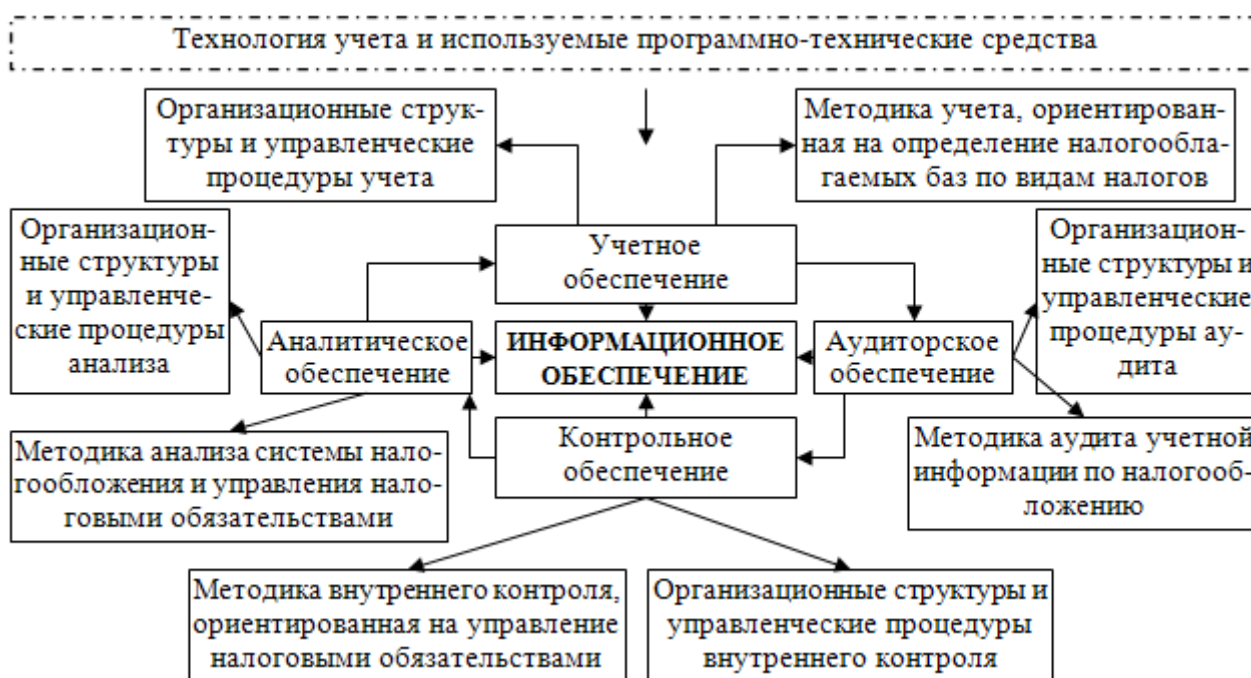 Технология учета и используемые программно-технические средства
Организационные струк-
туры и управленческие
процедуры учета
Методика учета, ориентирован-
ная на определение налогообла-
гаемых баз по видам налогов
Организацион-
ные структуры
и управленче-
ские процедуры
анализа
Учетное
обеспечение
Организацион-
ные структуры и
управленческие
процедуры ау-
дита
Аналитическое
обеспечение
ИНФОРМАЦИОННОЕ
ОБЕСПЕЧЕНИЕ
Аудиторское
обеспечение
Методика анализа системы нало-
гообложения и управления нало-
говыми обязательствами
Контрольное
обеспечение
Методика аудита учетной
информации по налогооб-
ложению
Методика внутреннего контроля,
ориентированная на управление
налоговыми обязательствами
Организационные структуры и
управленческие процедуры
внутреннего контроля